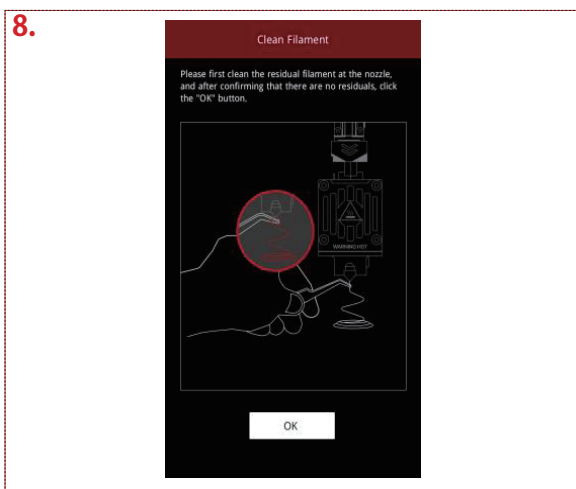 8.
Clean Filament
Please first clean the residual filament at the nozzle,
and after confirming that there are no residuals, click
the "OK" button.
WARNING HOT
OK